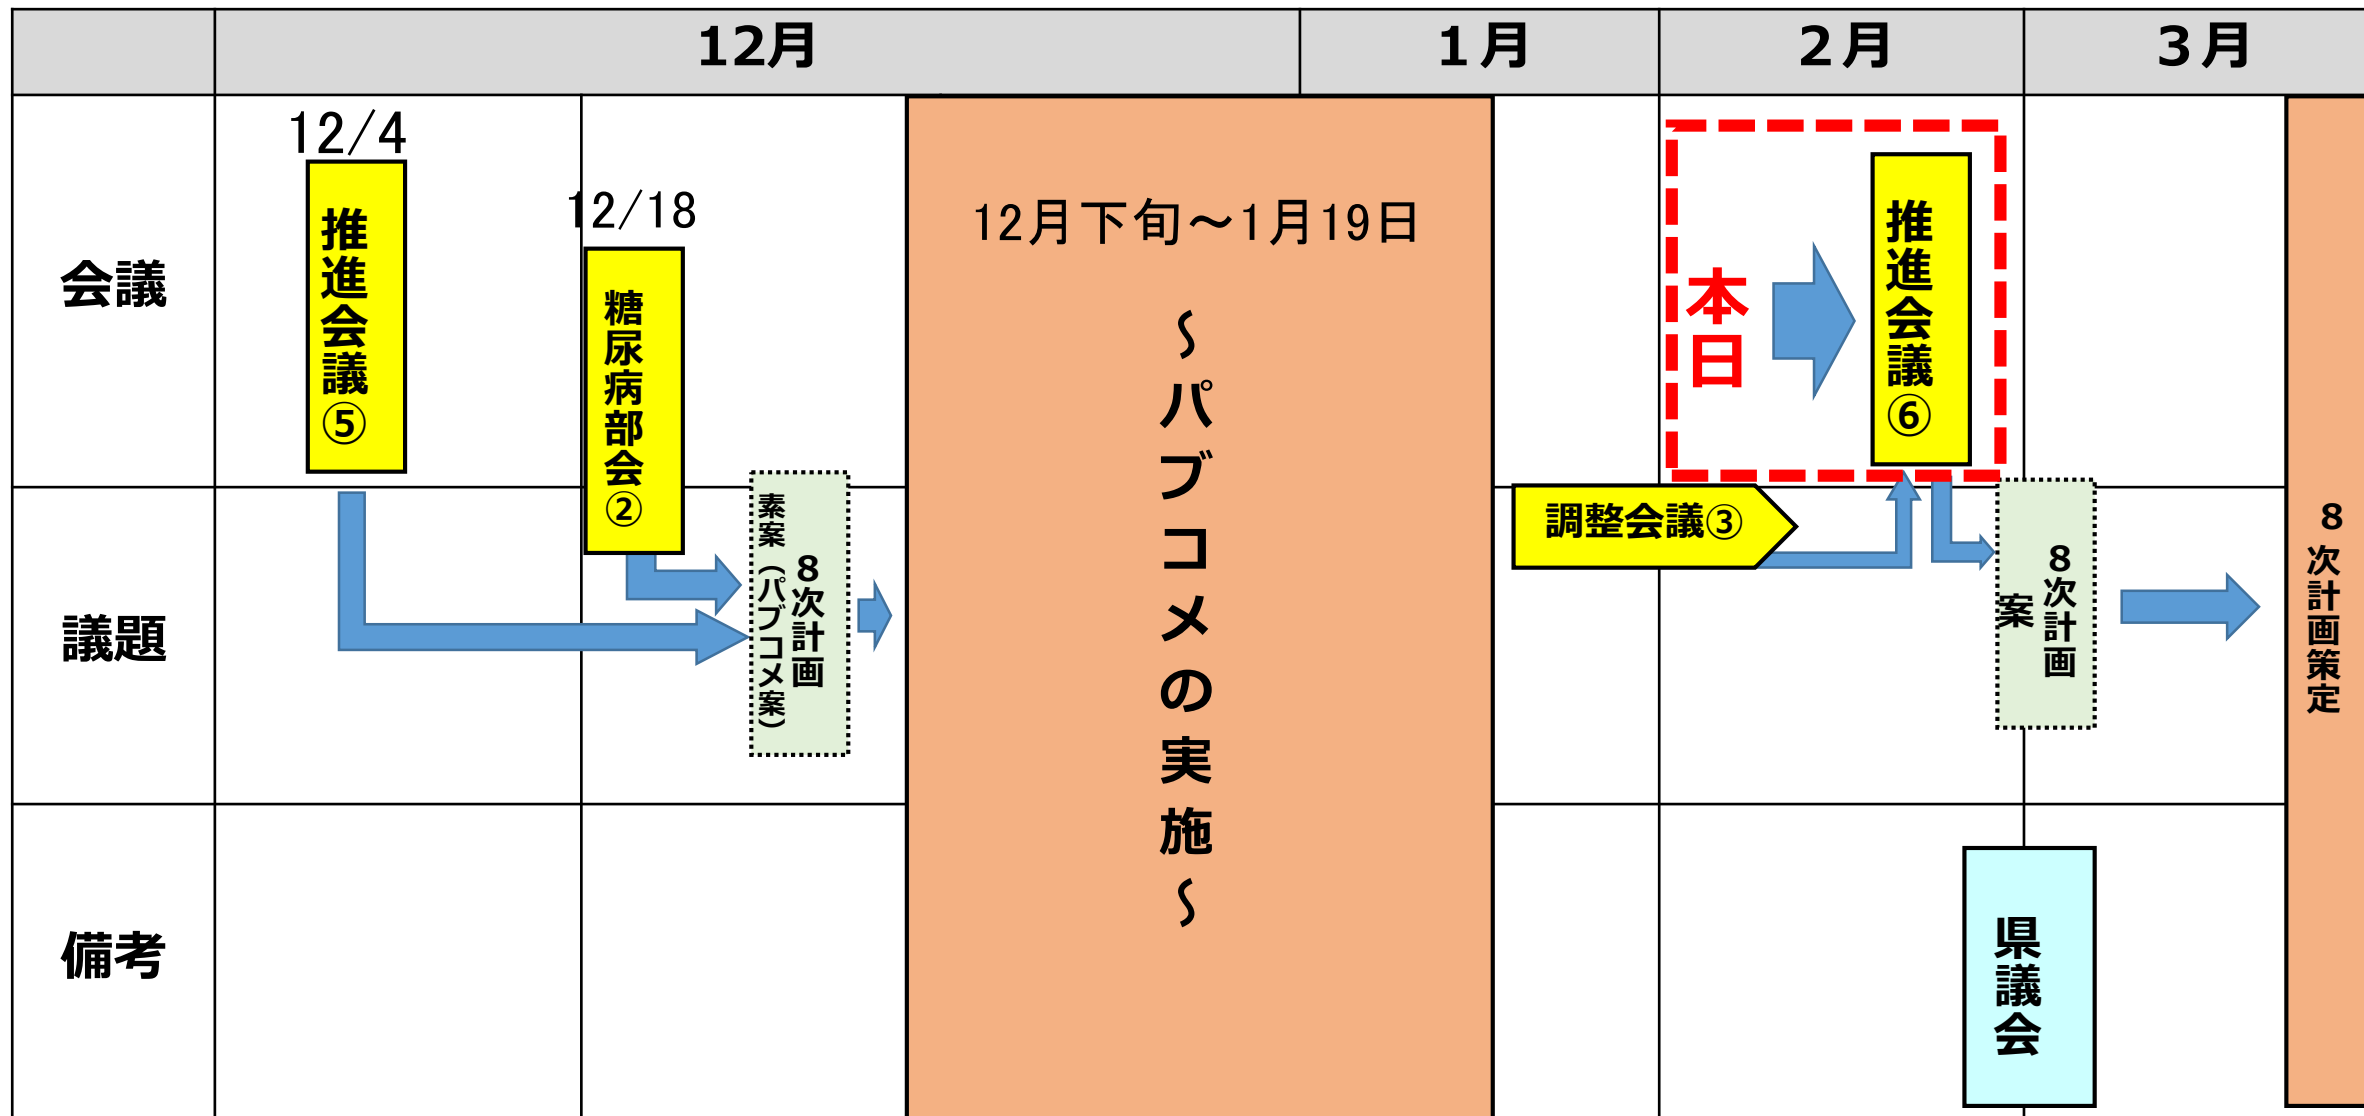 12月
1月
2月
3月
会議
12/4
推進会議⑤
12/18
糖尿病部会②
12月下旬～1月19日
～パブコメの実施～
本日
推進会議⑥
調整会議③
議題
8次計画
素案（パブコメ案）
8次計画
案
8次計画策定
備考
県議会